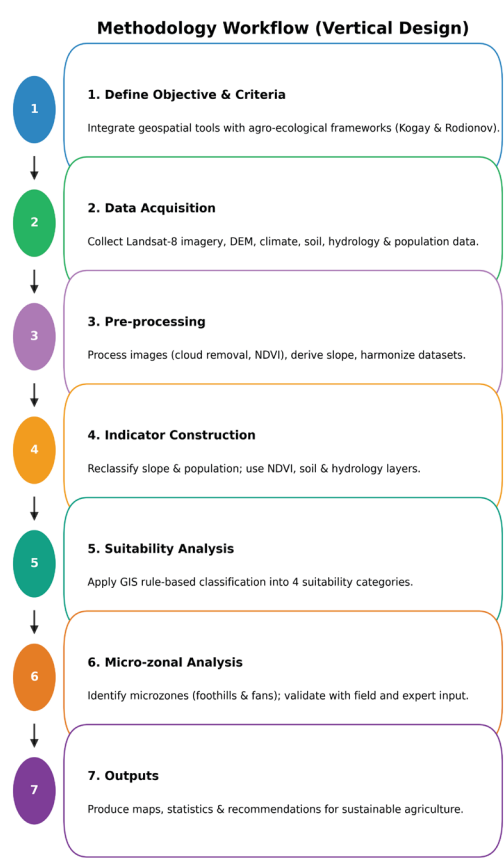 Methodology Workflow (Vertical Design)
1
1. Define Objective & Criteria
Integrate geospatial tools with agro-ecological frameworks (Kogay & Rodionov).
2
2. Data Acquisition
Collect Landsat-8 imagery, DEM, climate, soil, hydrology & population data.
3
3. Pre-processing
Process images (cloud removal, NDVI), derive slope, harmonize datasets.
4
4. Indicator Construction
Reclassify slope & population; use NDVI, soil & hydrology layers.
5
5. Suitability Analysis
Apply GIS rule-based classification into 4 suitability categories.
6
6. Micro-zonal Analysis
Identify microzones (foothills & fans); validate with field and expert input.
7
7. Outputs
Produce maps, statistics & recommendations for sustainable agriculture.